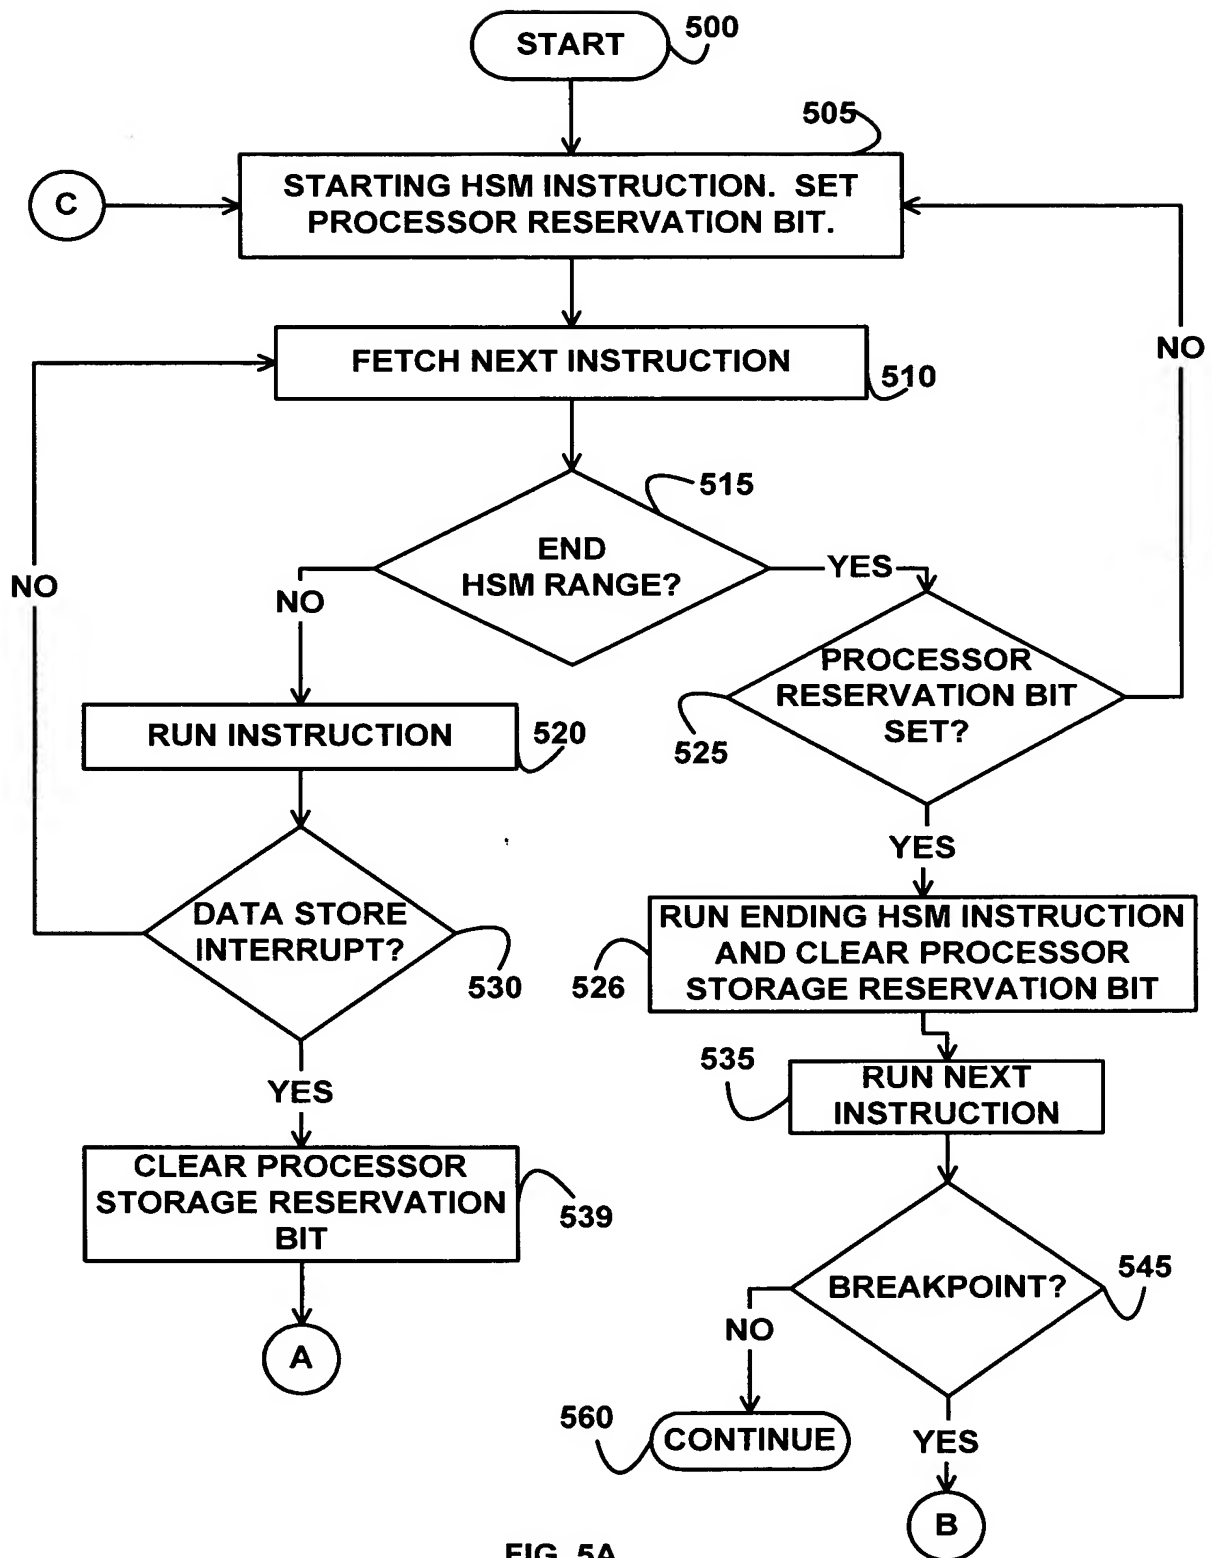 START
500
505
C
STARTING HSM INSTRUCTION. SET
PROCESSOR RESERVATION BIT.
NO
FETCH NEXT INSTRUCTION
510
515
END
HSM RANGE?
YES
NO
NO
PROCESSOR
RESERVATION BIT
SET?
525
RUN INSTRUCTION
520
YES
DATA STORE
INTERRUPT?
530
RUN ENDING HSM INSTRUCTION
AND CLEAR PROCESSOR
STORAGE RESERVATION BIT
526
535
RUN NEXT
INSTRUCTION
YES
CLEAR PROCESSOR
STORAGE RESERVATION
BIT
539
BREAKPOINT?
545
NO
A
560
CONTINUE
YES
B
FIG. 5A